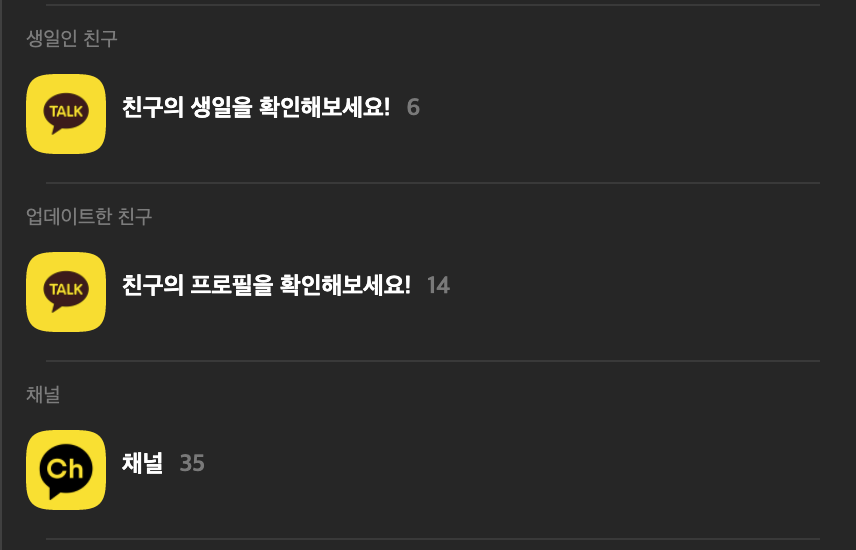 생일인 친구
TALK
친구의 생일을 확인해보세요! 6
업데이트한 친구
TALK
친구의 프로필을 확인해보세요! 14
채널
Ch
채널 35